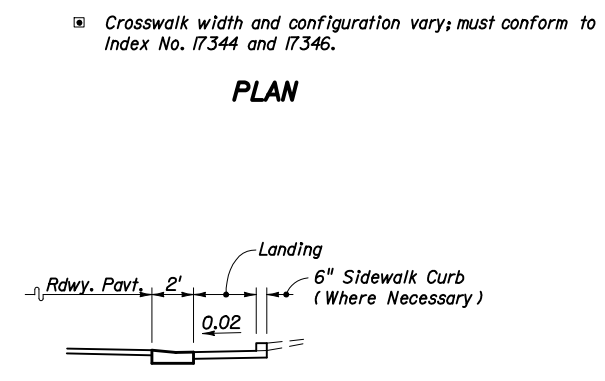 Crosswalk width and configuration vary; must conform to
Index No. 17344 and 17346.
PLAN
Landing
Rdwy. Pavt.
2'
6" Sidewalk Curb
(Where Necessary)
0.02